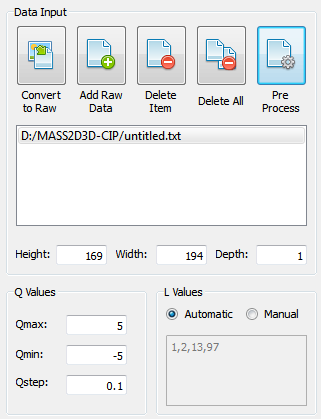 Data Input
Convert to Raw
Add Raw Data
Delete Item
Delete All
Pre Process
D:/MASS2D3D-CIP/untitled.txt
Height: 169 Width: 194 Depth: 1
Q Values
Qmax: 5
Qmin: -5
Qstep: 0.1
L Values
Automatic Manual
1,2,13,97